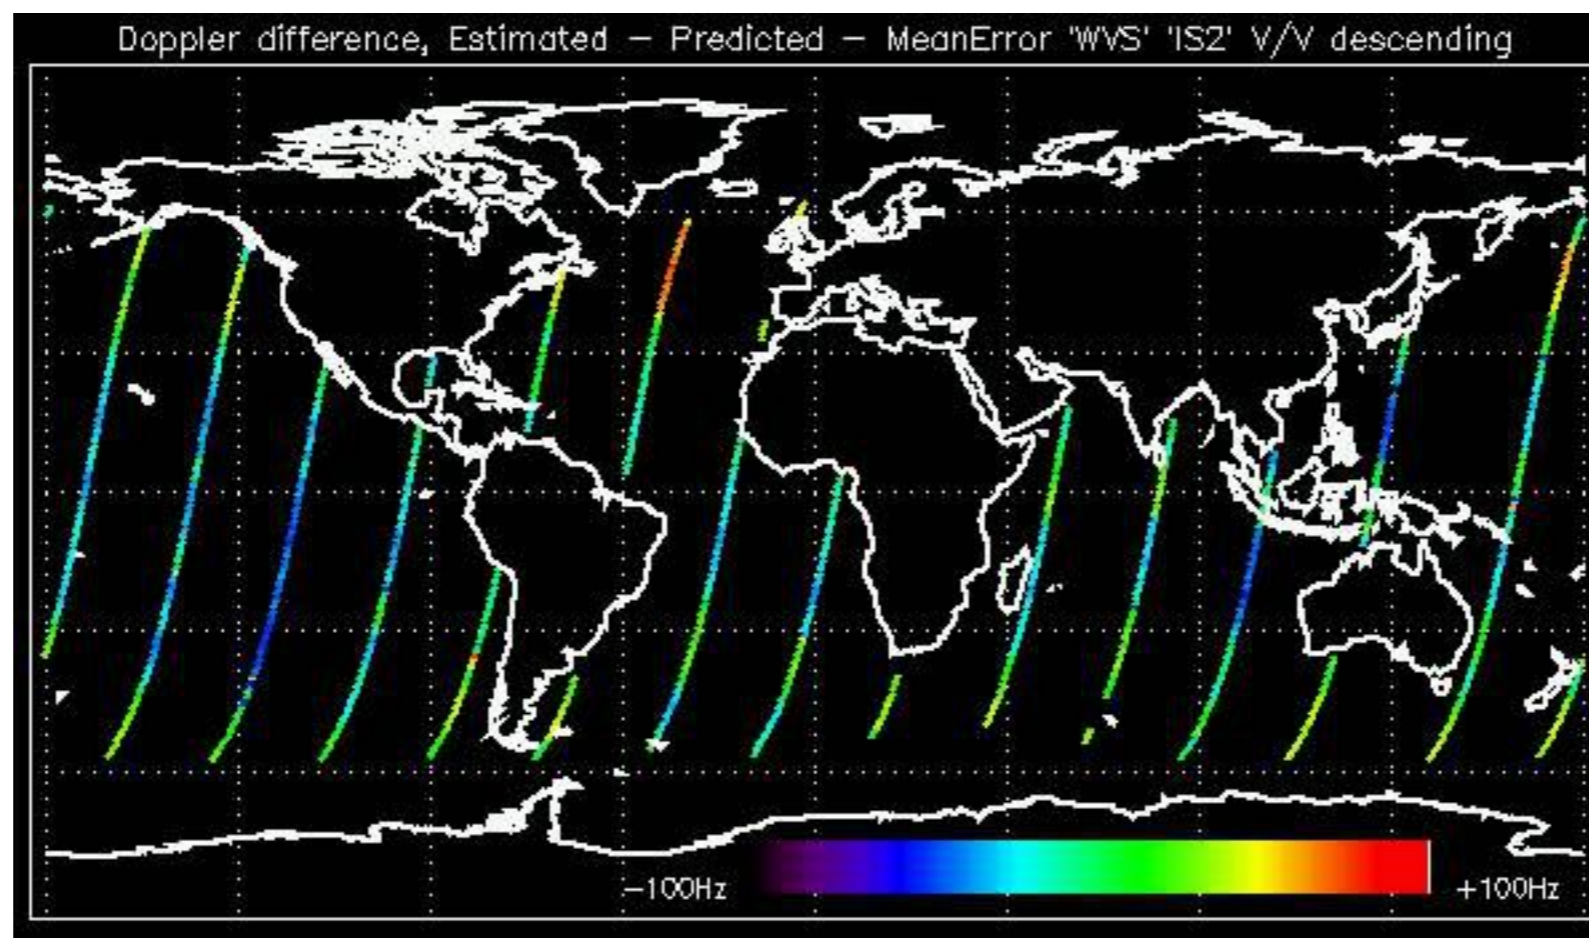 Doppler difference, Estimated – Predicted – MeanError 'WVS' 'IS2' V/V descending
–100Hz +100Hz